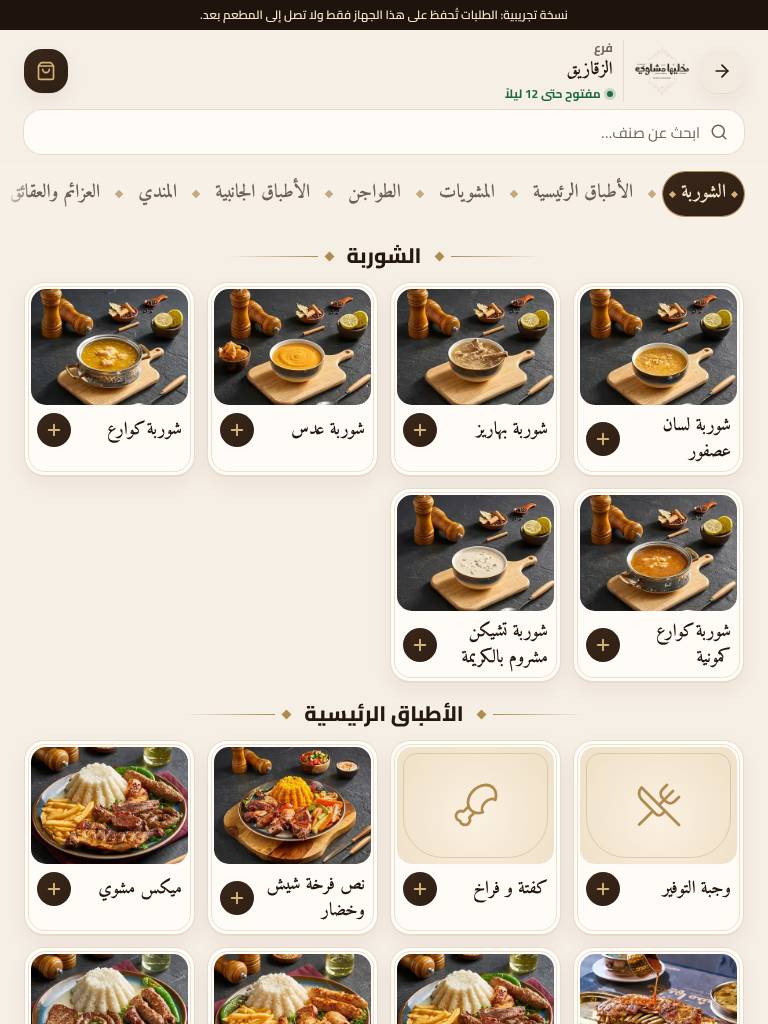 نسخة تجريبية: الطلبات تُحفظ على هذا الجهاز فقط ولا تصل إلى المطعم بعد.
فرع
الزقازيق
مفتوح حتى 12 ليلاً
ابحث عن صنف...
الشوربة
الأطباق الرئيسية
المشويات
الطواجن
الأطباق الجانبية
المندي
العزائم والعقائق
الشوربة
شوربة لسان
عصفور
شوربة بهاريز
شوربة عدس
شوربة كوارع
شوربة كوارع
كمونية
شوربة تشيكن
مشروم بالكريمة
الأطباق الرئيسية
وجبة التوفير
كفتة و فراخ
نص فرخة شيش
وخضار
ميكس مشوي